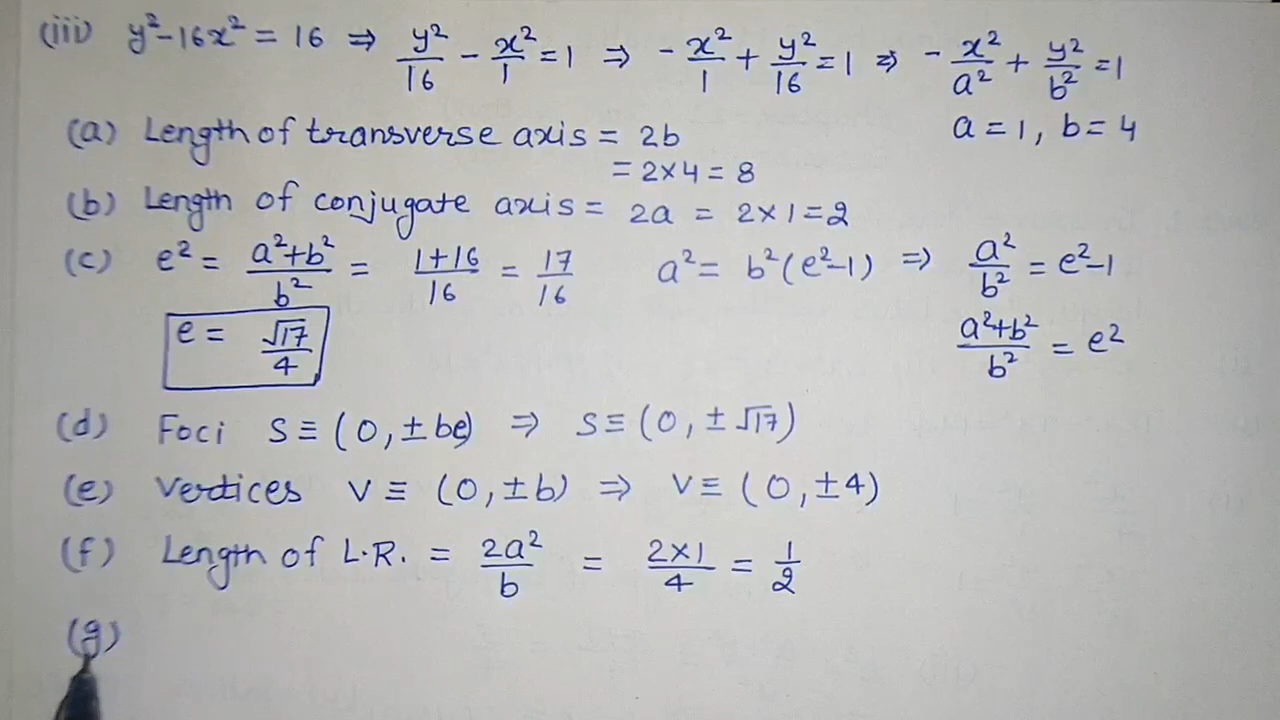 (iii) y²-16x² = 16 ⇒ y²/16 - x²/1 = 1 ⇒ - x²/1 + y²/16 = 1 ⇒ - x²/a² + y²/b² = 1
(a) Length of transverse axis = 2b
a = 1, b = 4
= 2×4 = 8
(b) Length of conjugate axis = 2a = 2×1 = 2
(c) e² = a²+b²/b² = 1+16/16 = 17/16 a² = b²(e²-1) ⇒ a²/b² = e²-1
e = √17/4
a²+b²/b² = e²
(d) Foci S ≡ (0, ±be) ⇒ S ≡ (0, ±√17)
(e) Vertices V ≡ (0, ±b) ⇒ V ≡ (0, ±4)
(f) Length of L.R. = 2a²/b = 2×1/4 = 1/2
(g)